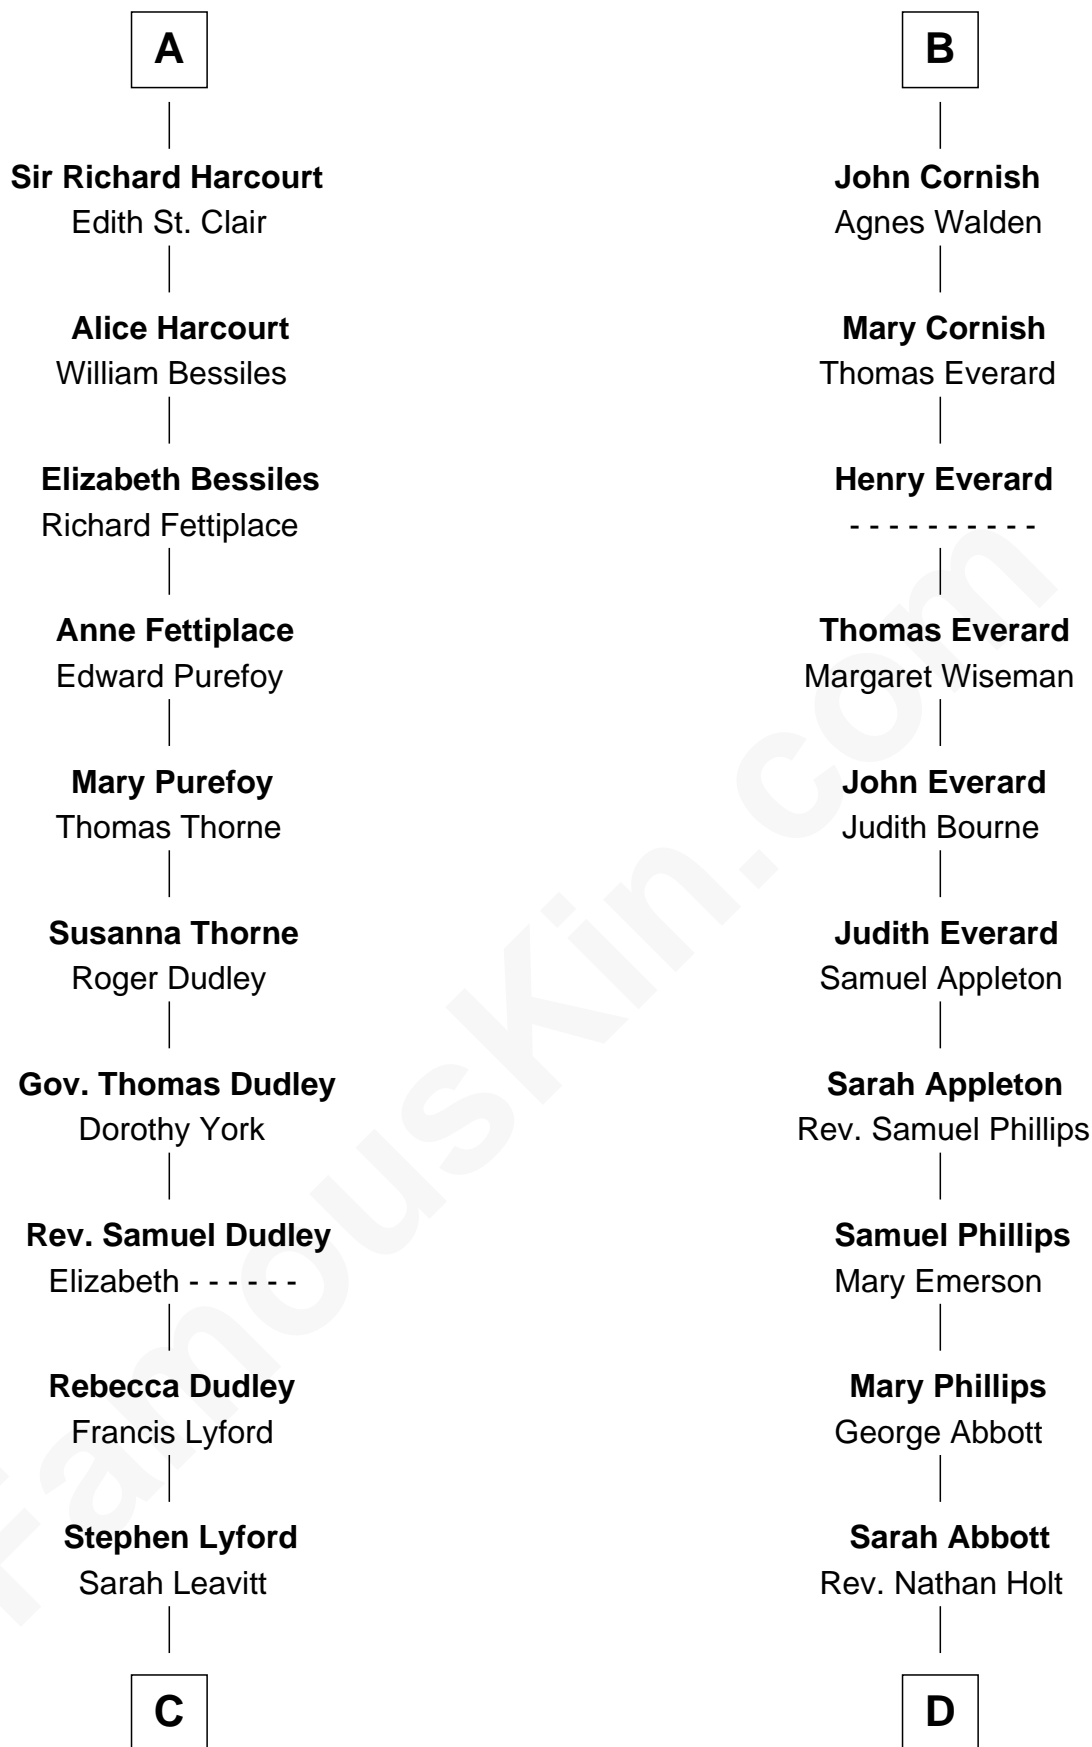 A
Sir Richard Harcourt
Edith St. Clair
Alice Harcourt
William Bessiles
Elizabeth Bessiles
Richard Fettiplace
Anne Fettiplace
Edward Purefoy
Mary Purefoy
Thomas Thorne
Susanna Thorne
Roger Dudley
Gov. Thomas Dudley
Dorothy York
Rev. Samuel Dudley
Elizabeth - - - - - -
Rebecca Dudley
Francis Lyford
Stephen Lyford
Sarah Leavitt
C
B
John Cornish
Agnes Walden
Mary Cornish
Thomas Everard
Henry Everard
- - - - - - - - - -
Thomas Everard
Margaret Wiseman
John Everard
Judith Bourne
Judith Everard
Samuel Appleton
Sarah Appleton
Rev. Samuel Phillips
Samuel Phillips
Mary Emerson
Mary Phillips
George Abbott
Sarah Abbott
Rev. Nathan Holt
D
FamousKin.com